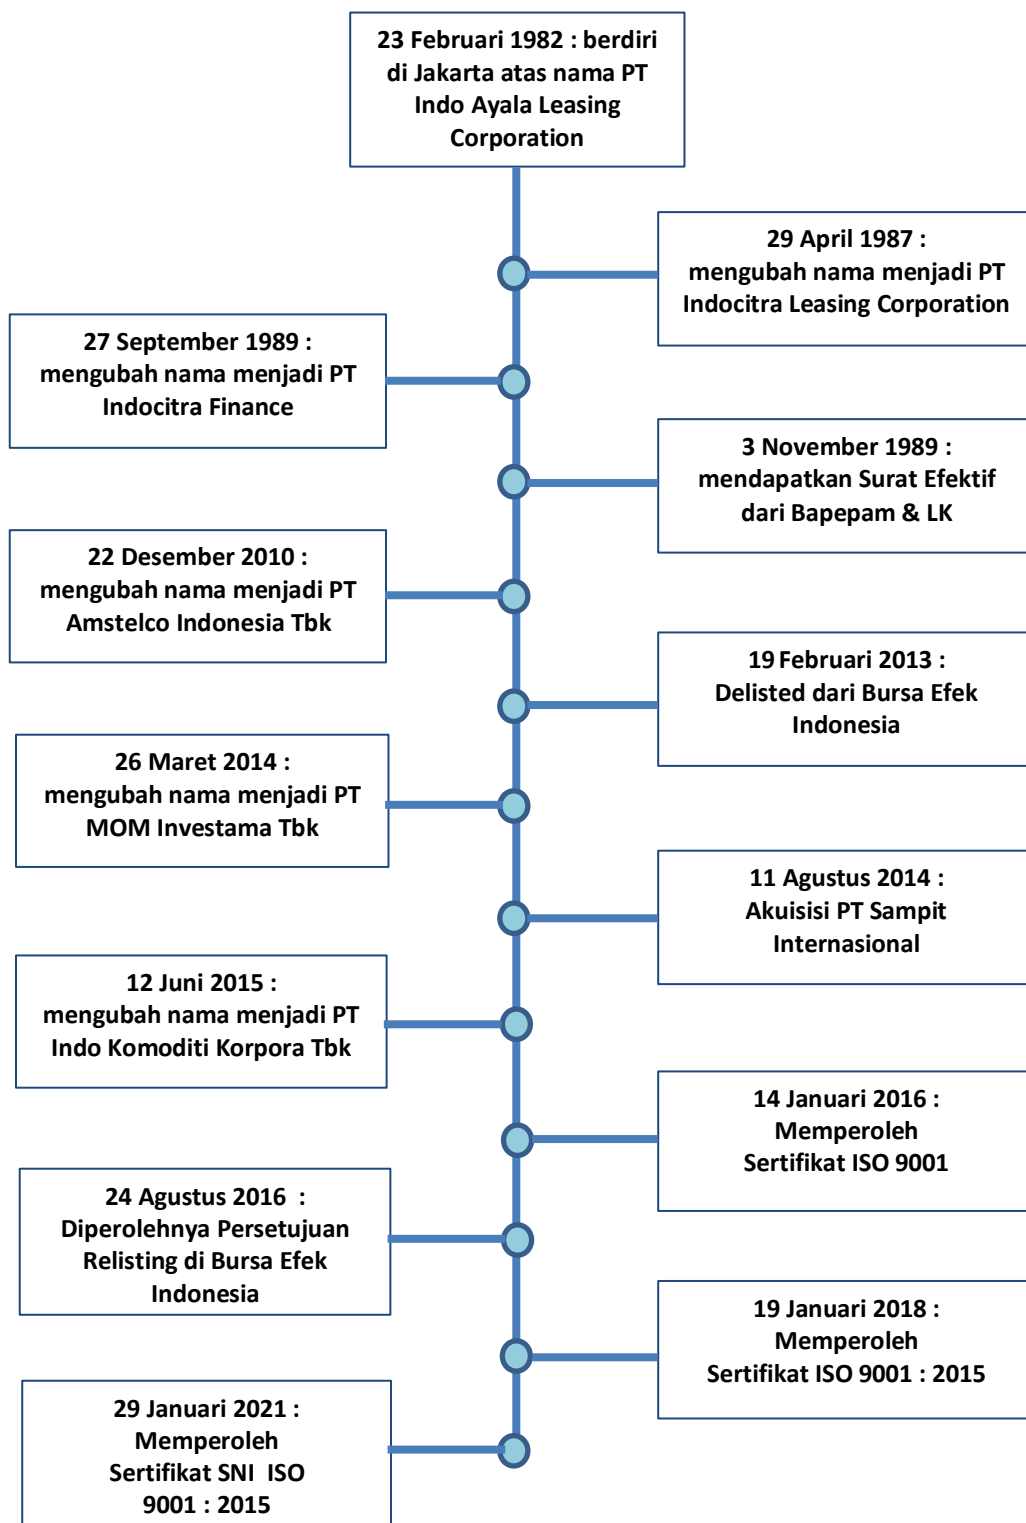 23 Februari 1982 : berdiri
di Jakarta atas nama PT
Indo Ayala Leasing
Corporation
29 April 1987 :
mengubah nama menjadi PT
Indocitra Leasing Corporation
27 September 1989 :
mengubah nama menjadi PT
Indocitra Finance
3 November 1989 :
mendapatkan Surat Efektif
dari Bapepam & LK
22 Desember 2010 :
mengubah nama menjadi PT
Amstelco Indonesia Tbk
19 Februari 2013 :
Delisted dari Bursa Efek
Indonesia
26 Maret 2014 :
mengubah nama menjadi PT
MOM Investama Tbk
11 Agustus 2014 :
Akuisisi PT Sampit
Internasional
12 Juni 2015 :
mengubah nama menjadi PT
Indo Komoditi Korpora Tbk
14 Januari 2016 :
Memperoleh
Sertifikat ISO 9001
24 Agustus 2016  :
Diperolehnya Persetujuan
Relisting di Bursa Efek
Indonesia
19 Januari 2018 :
Memperoleh
Sertifikat ISO 9001 : 2015
29 Januari 2021 :
Memperoleh
Sertifikat SNI  ISO
9001 : 2015